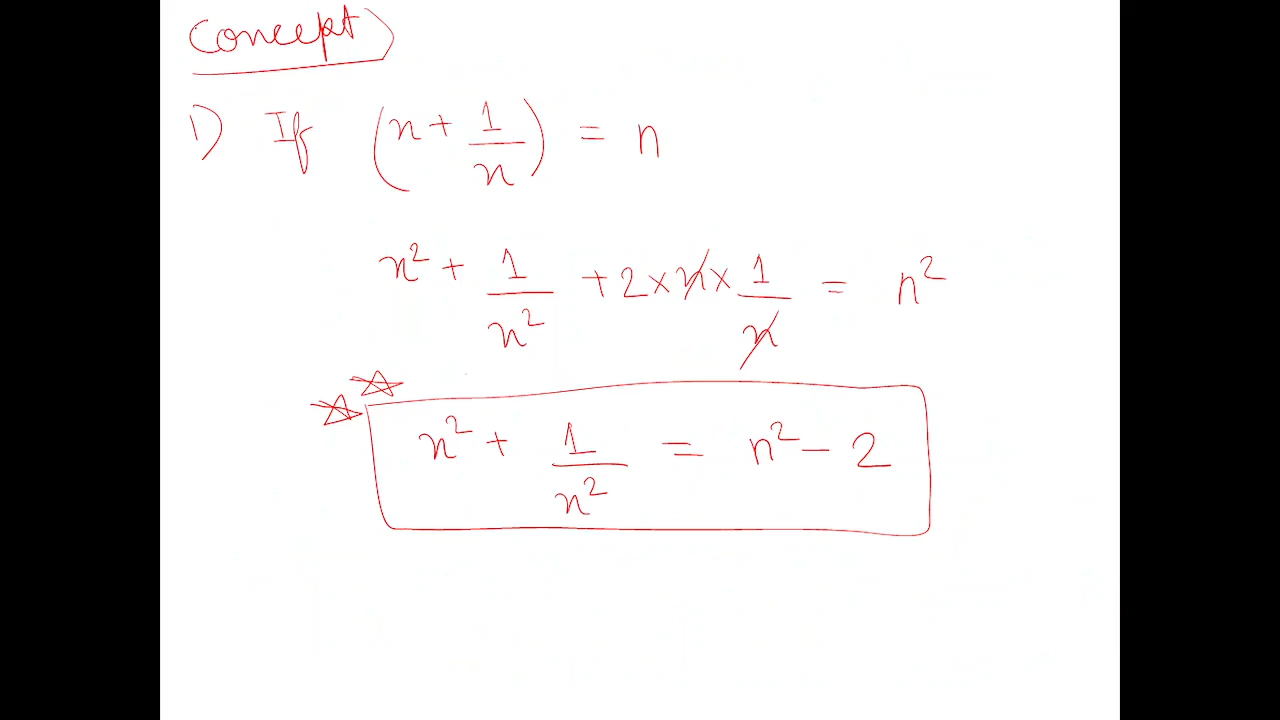 Concept
1) If (x + 1/x) = n
x² + 1/x² + 2 × x × 1/x = n²
x² + 1/x² = n² - 2